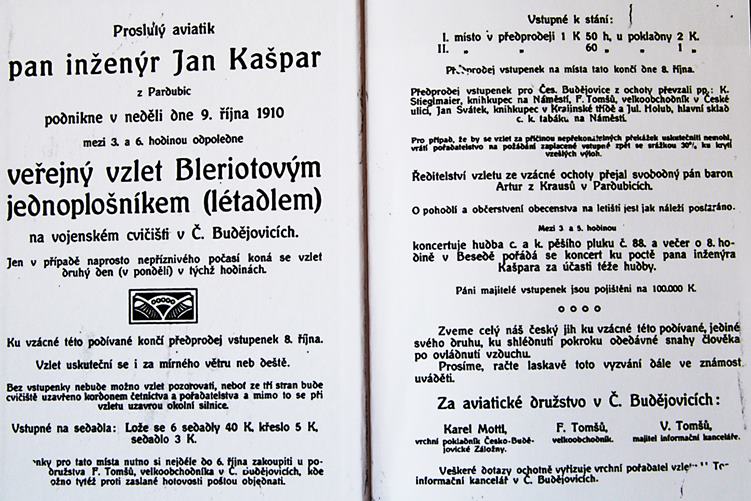 Proslulý aviatik
pan inženýr Jan Kašpar
z Pardubic
podnikne v neděli dne 9. října 1910
mezi 3. a 6. hodinou odpoledne
veřejný vzlet Bleriotovým
jednoplošníkem (létadlem)
na vojenském cvičišti v Č. Budějovicích.
Jen v případě naprosto nepříznivého počasí koná se vzlet
druhý den (v pondělí) v týchž hodinách.
Ku vzácné této podívané končí předprodej vstupenek 8. října.
Vzlet uskuteční se i za mírného větru neb deště.
Bez vstupenky nebude možno vzlet pozorovati, neboť ze tří stran bude
cvičiště uzavřeno kordonem četnictva a pořadatelstva a mimo to se při
vzletu uzavrou okolní silnice.
Vstupné na sedadla: Lože se 6 sedadly 40 K, křeslo 5 K,
sedadlo 3 K.
pro tato místa nutno si nejdéle do 6. října zakoupiti u
F. Tomšů, velkoobchodníka v Č. Budějovicích, kde
možno tyto též proti zaslané hotovosti poštou objednati.
Vstupné k stání:
I. místo v předprodeji 1 K 50 h, u pokladny 2 K.
II. „ „ 60 „ „ 1 „
Předprodej vstupenek na místa tato končí dne 8. října.
Předprodej vstupenek pro Čes. Budějovice z ochoty převzali pp.: K.
Stieglmaier, knihkupec na Náměstí, F. Tomšů, velkoobchodník v České
ulici, Jan Svátek, knihkupec v Krajinské třídě a Jul. Holub, hlavní sklad
c. k. tabáku na Náměstí.
Pro případ, že by se vzlet za příčinou nepřekonatelných překážek uskutečniti nemohl,
vrátí pořadatelstvo na požádání zaplacené vstupné zpět se srážkou 30%, ku krytí
vzešlých výloh.
Ředitelství vzletu ze vzácné ochoty přejal svobodný pán baron
Artur z Krausů v Pardubicích.
O pohodlí a občerstvení obecenstva na letišti jest jak náleží postaráno.
Mezi 3 a 5. hodinou
koncertuje hudba c. a k. pěšího pluku č. 88. a večer o 8. ho-
dině v Besedě pořádá se koncert ku poctě pana inženýra
Kašpara za účasti téže hudby.
Páni majitelé vstupenek jsou pojištěni na 100.000 K.
Zveme celý náš český jih ku vzácné této podívané, jediné
svého druhu, ku shlédnutí pokroku odedávné snahy člověka
po ovládnutí vzduchu.
Prosíme, račte laskavě toto vyzvání dále ve známost
uváděti.
Za aviatické družstvo v Č. Budějovicích:
Karel Mottl, F. Tomšů, V. Tomšů,
vrchní pokladník Česko-Budě- velkoobchodník. majitel informační kanceláře.
jovické Záložny.
Veškeré dotazy ochotně vyřizuje vrchní pořadatel
informační kancelář v Č. Budějovicích.